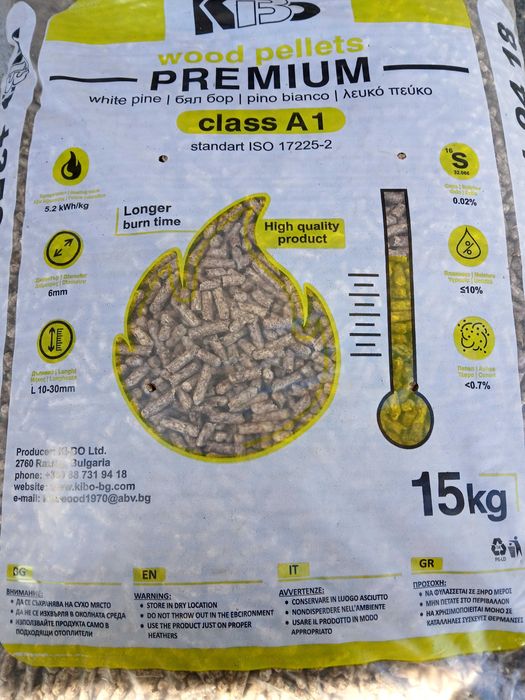 KIBO
wood pellets
PREMIUM
white pine | бял бор | pino bianco | λευκό πεύκο
class A1
standart ISO 17225-2
5.2 kWh/kg
Longer
burn time
High quality
product
16
S
32.066
0.02%
6mm
≤10%
L 10-30mm
<0.7%
Producer: KI-BO Ltd.
2760 Bulgaria
phone: 88 731 94 18
website: kibo-bg.com
e-mail: eood1970@abv.bg
15kg
BG
ВНИМАНИЕ:
• ДА СЕ СЪХРАНЯВА НА СУХО МЯСТО
• ДА НЕ СЕ ИЗХВЪРЛЯ В ОКОЛНАТА СРЕДА
• ИЗПОЛЗВАЙТЕ ПРОДУКТА САМО В
ПОДХОДЯЩИ ОТОПЛИТЕЛИ
EN
WARNING:
• STORE IN DRY LOCATION
• DO NOT THROW OUT IN THE EBCIRONMENT
• USE THE PRODUCT JUST ON PROPER
HEATHERS
IT
AVVERTENZE:
• CONSERVARE IN LUOGO ASCIUTTO
• NONDISPERDERE NELL'AMBIENTE
• USARE IL PRODOTTO IN MODO
APPROPRIATO
GR
ΠΡΟΣΟΧΗ:
• ΝΑ ΦΥΛΑΣΣΕΤΑΙ ΣΕ ΞΗΡΟ ΜΕΡΟΣ
• ΜΗΝ ΠΕΤΑΤΕ ΣΤΟ ΠΕΡΙΒΑΛΛΟΝ
• ΝΑ ΧΡΗΣΙΜΟΠΟΙΕΙΤΑΙ ΜΟΝΟ ΣΕ
ΚΑΤΑΛΛΗΛΕΣ ΣΥΣΚΕΥΕΣ ΘΕΡΜΑΝΣΕΣ